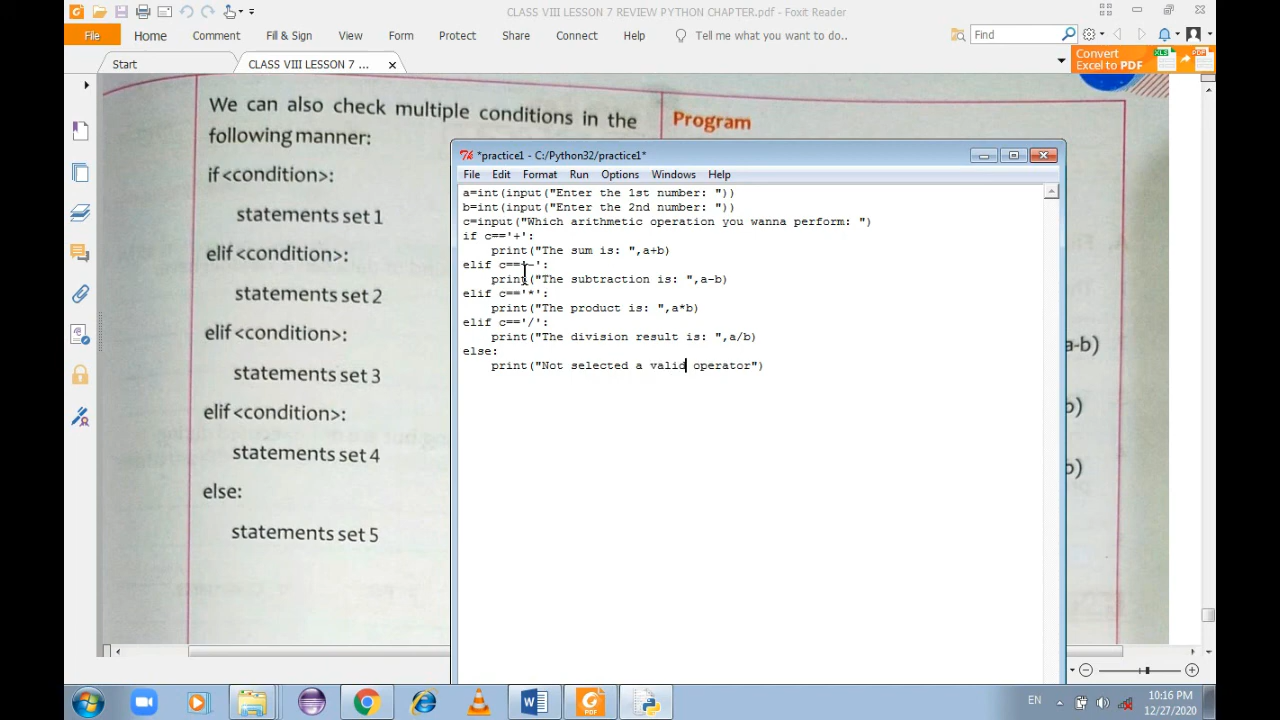 CLASS VIII LESSON 7 REVIEW PYTHON CHAPTER.pdf - Foxit Reader
File Home Comment Fill & Sign View Form Protect Share Connect Help Tell me what you want to do.. Find
Start CLASS VIII LESSON 7 ... Convert
Excel to PDF
We can also check multiple conditions in the
following manner:
if <condition>:
statements set 1
elif <condition>:
statements set 2
elif <condition>:
statements set 3
elif <condition>:
statements set 4
else:
statements set 5
Program
*practice1 - C:/Python32/practice1*
File Edit Format Run Options Windows Help
a=int(input("Enter the 1st number: "))
b=int(input("Enter the 2nd number: "))
c=input("Which arithmetic operation you wanna perform: ")
if c=='+':
print("The sum is: ",a+b)
elif c=='-':
print("The subtraction is: ",a-b)
elif c=='*':
print("The product is: ",a*b)
elif c=='/':
print("The division result is: ",a/b)
else:
print("Not selected a valid operator")
a-b)
b)
b)
EN 10:16 PM
12/27/2020